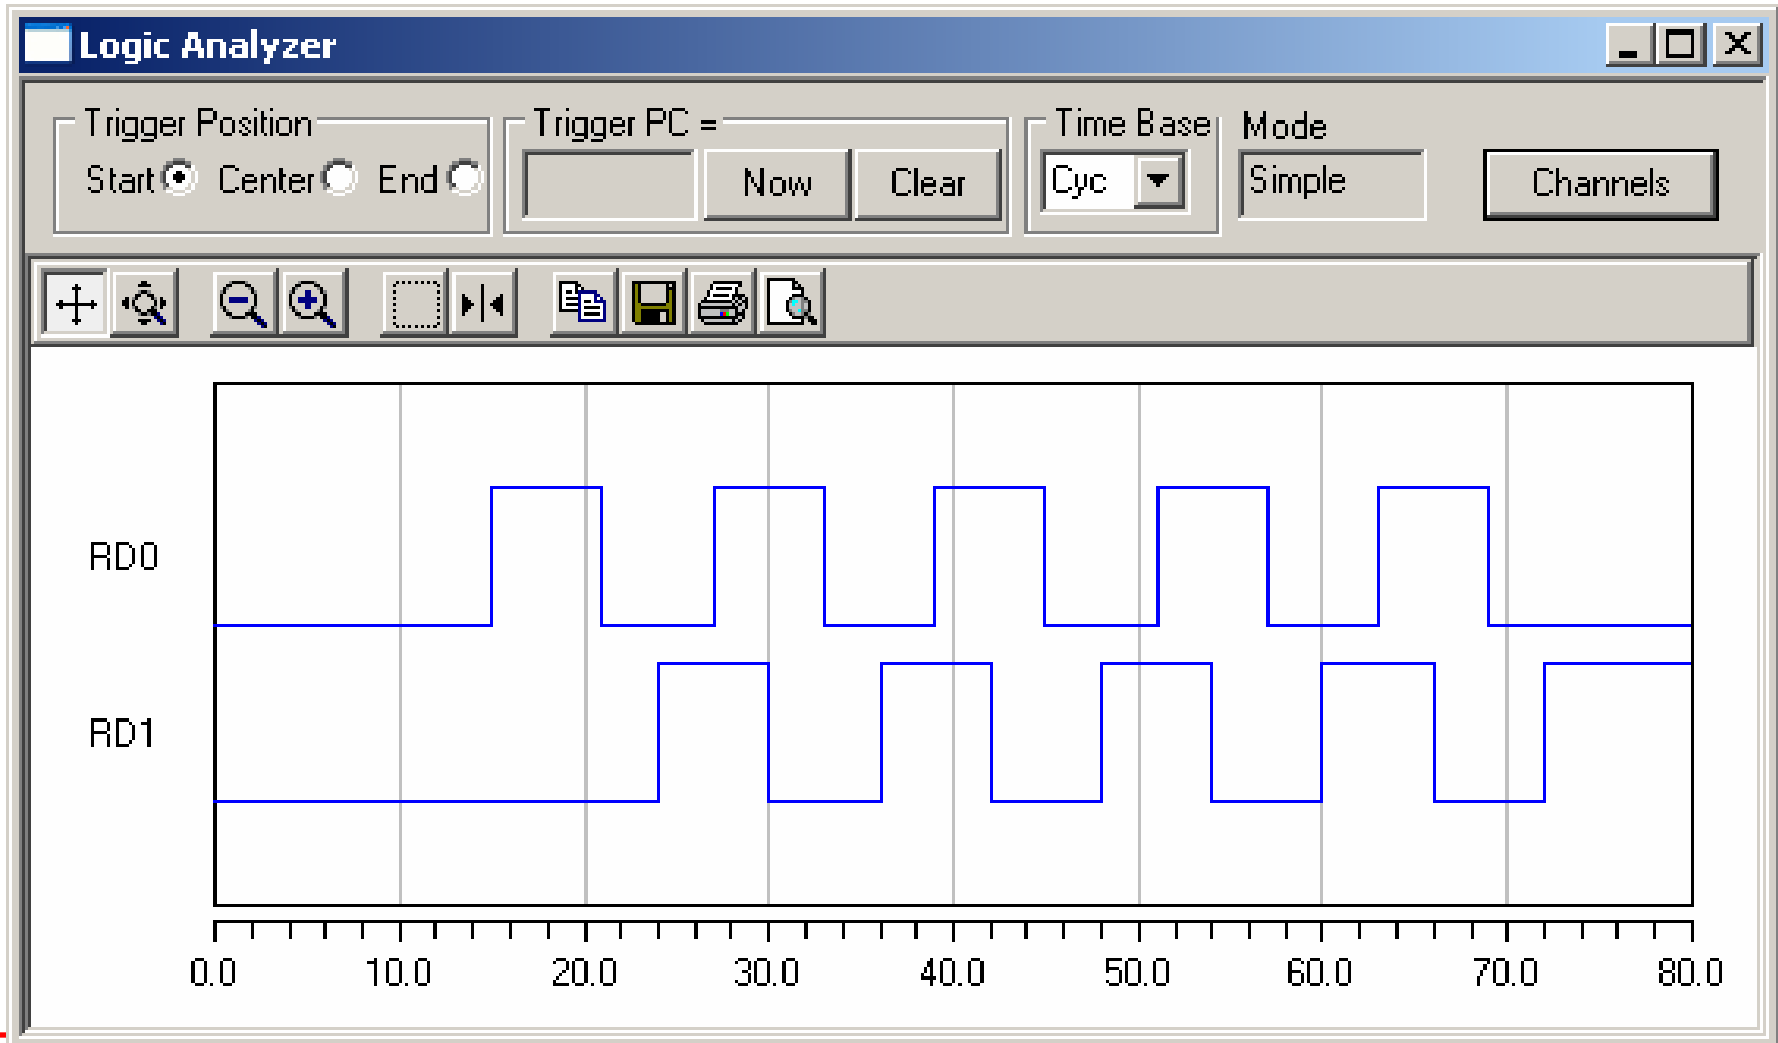 Logic Analyzer
Trigger Position
Start Center End
Trigger PC =
Now Clear
Time Base
Cyc
Mode
Simple
Channels
RD0
RD1
0.0 10.0 20.0 30.0 40.0 50.0 60.0 70.0 80.0